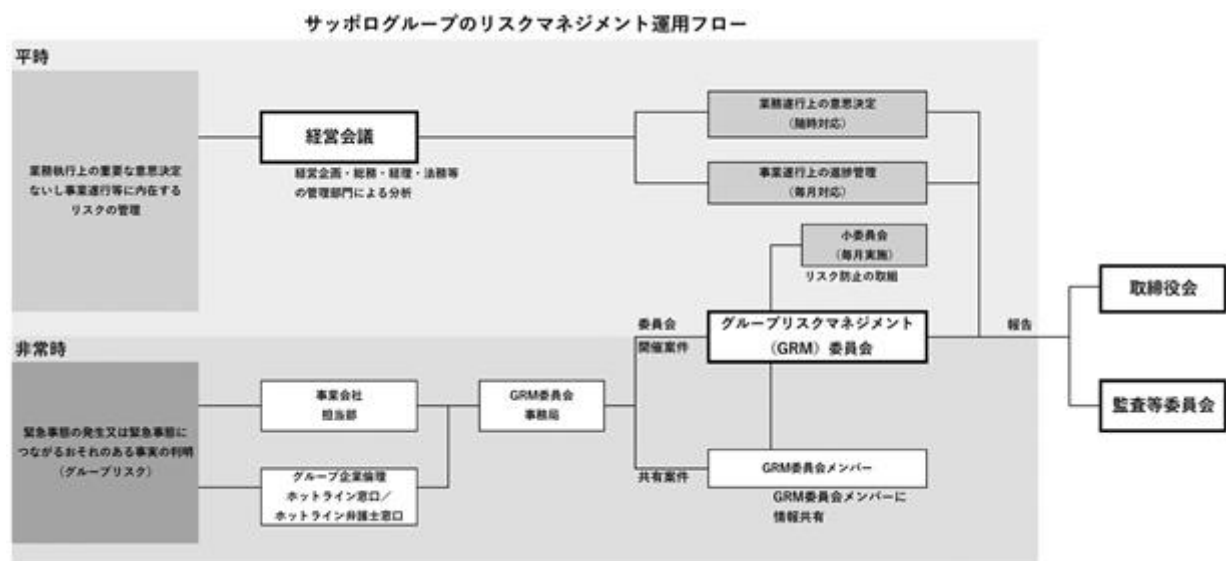 サッポログループのリスクマネジメント運用フロー
平時
業務執行上の重要な意思決定
ないし事業遂行等に内在する
リスクの管理
経営会議
経営企画・総務・経理・法務等
の管理部門による分析
業務遂行上の意思決定
（随時対応）
事業遂行上の進捗管理
（毎月対応）
小委員会
（毎月実施）
リスク防止の取組
非常時
緊急事態の発生又は緊急事態に
つながるおそれのある事実の判明
（グループリスク）
事業会社
担当部
グループ企業倫理
ホットライン窓口／
ホットライン弁護士窓口
GRM委員会
事務局
委員会
開催案件
共有案件
グループリスクマネジメント
（GRM）委員会
GRM委員会メンバー
GRM委員会メンバーに
情報共有
報告
取締役会
監査等委員会